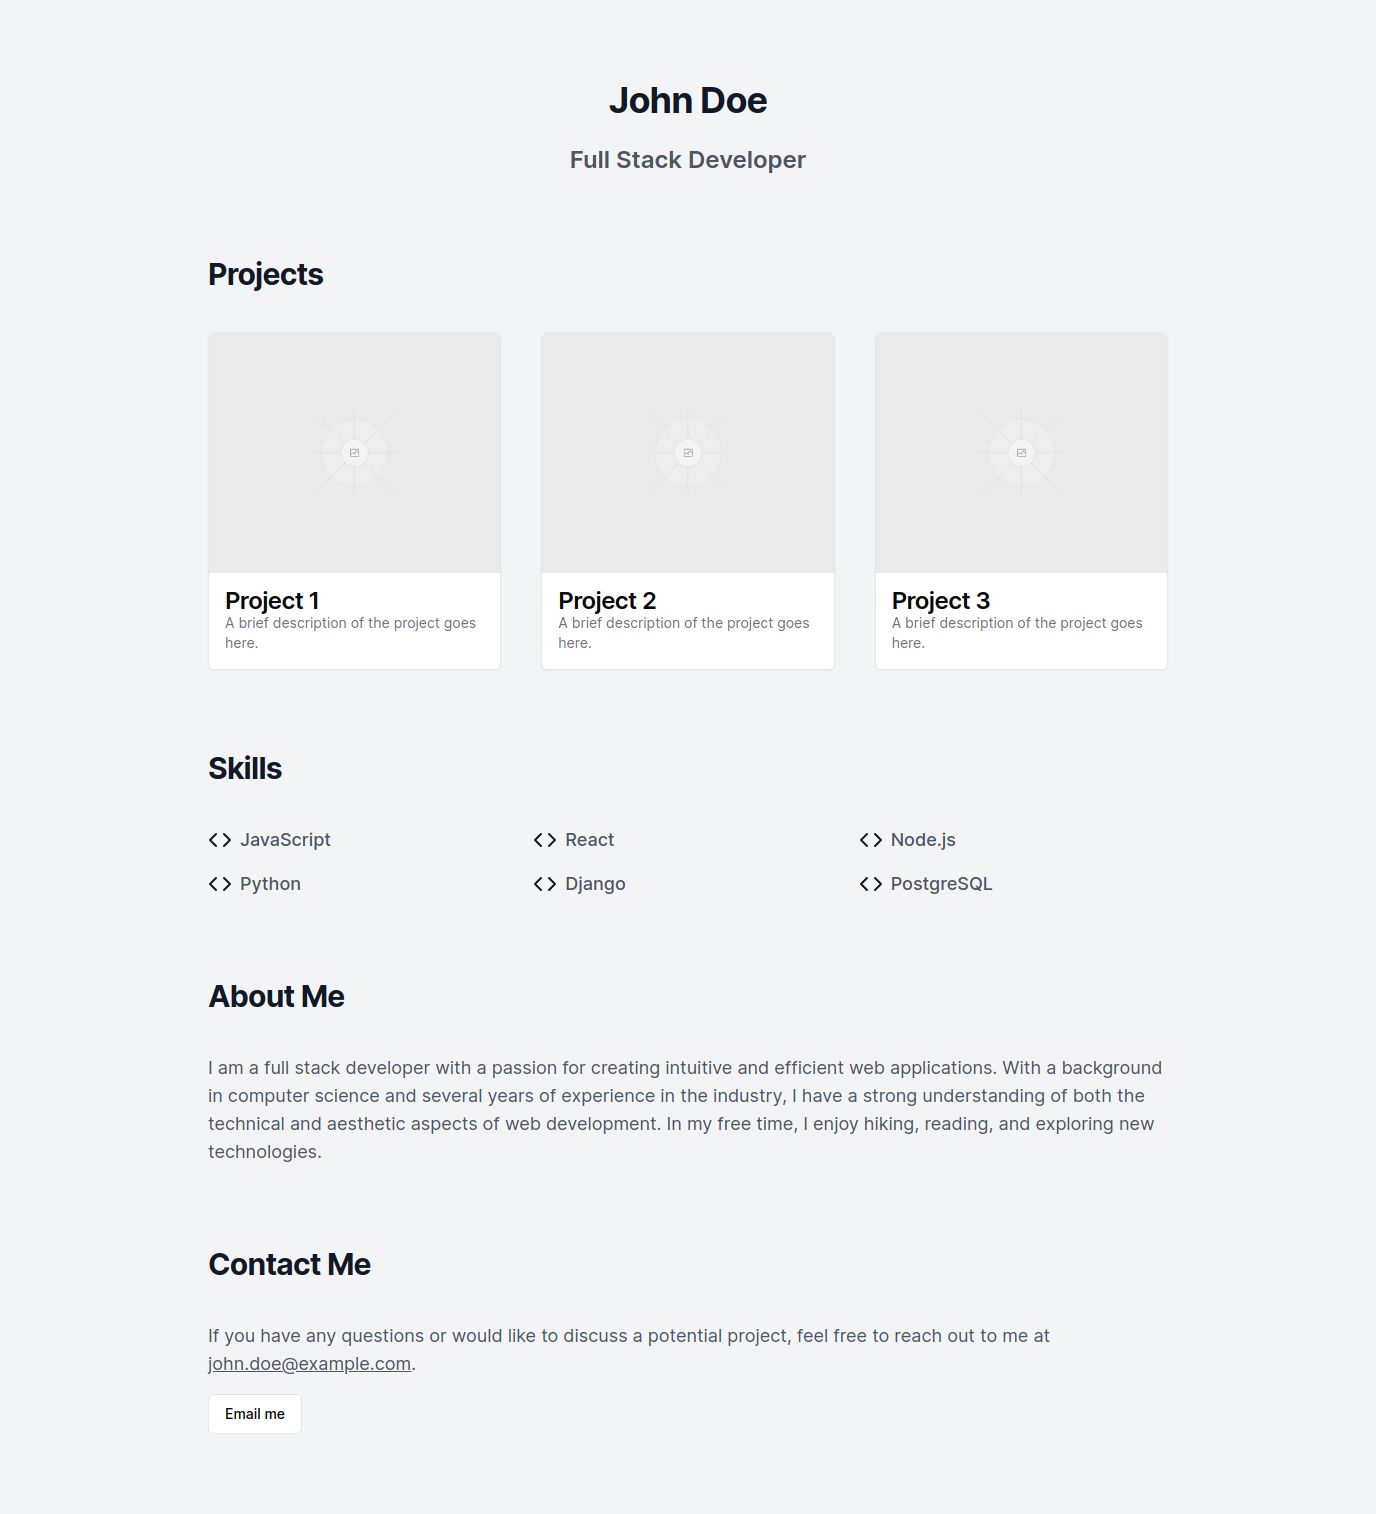 John Doe
Full Stack Developer
Projects
Project 1
A brief description of the project goes
here.
Project 2
A brief description of the project goes
here.
Project 3
A brief description of the project goes
here.
Skills
JavaScript
React
Node.js
Python
Django
PostgreSQL
About Me
I am a full stack developer with a passion for creating intuitive and efficient web applications. With a background
in computer science and several years of experience in the industry, I have a strong understanding of both the
technical and aesthetic aspects of web development. In my free time, I enjoy hiking, reading, and exploring new
technologies.
Contact Me
If you have any questions or would like to discuss a potential project, feel free to reach out to me at
john.doe@example.com.
Email me